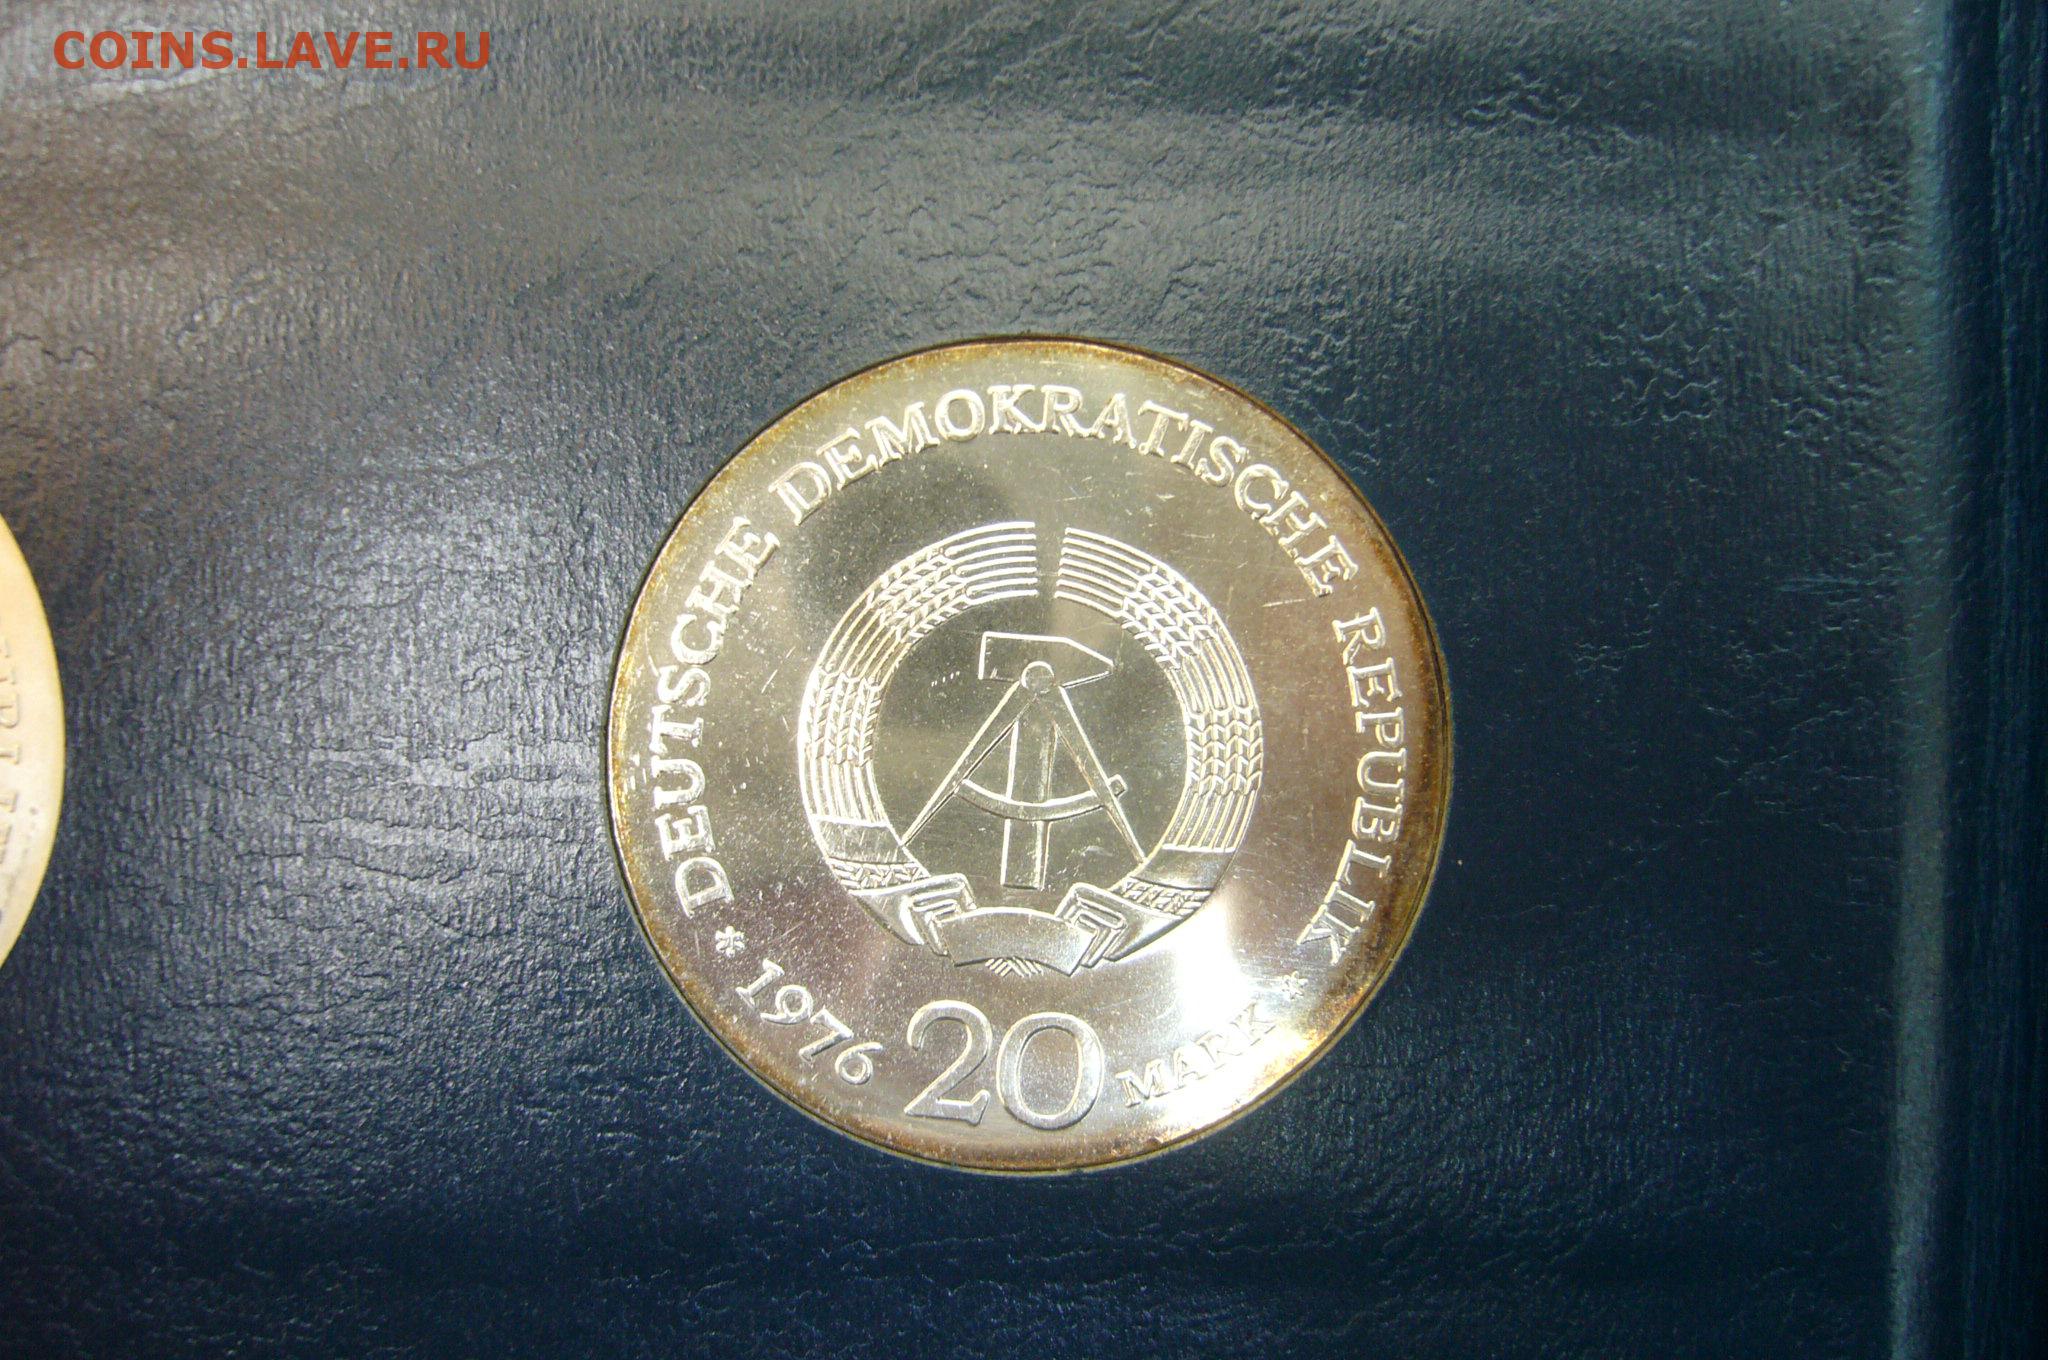 COINS.LAVE.RU
DEUTSCHE DEMOKRATISCHE REPUBLIK
* 1976 20 MARK *